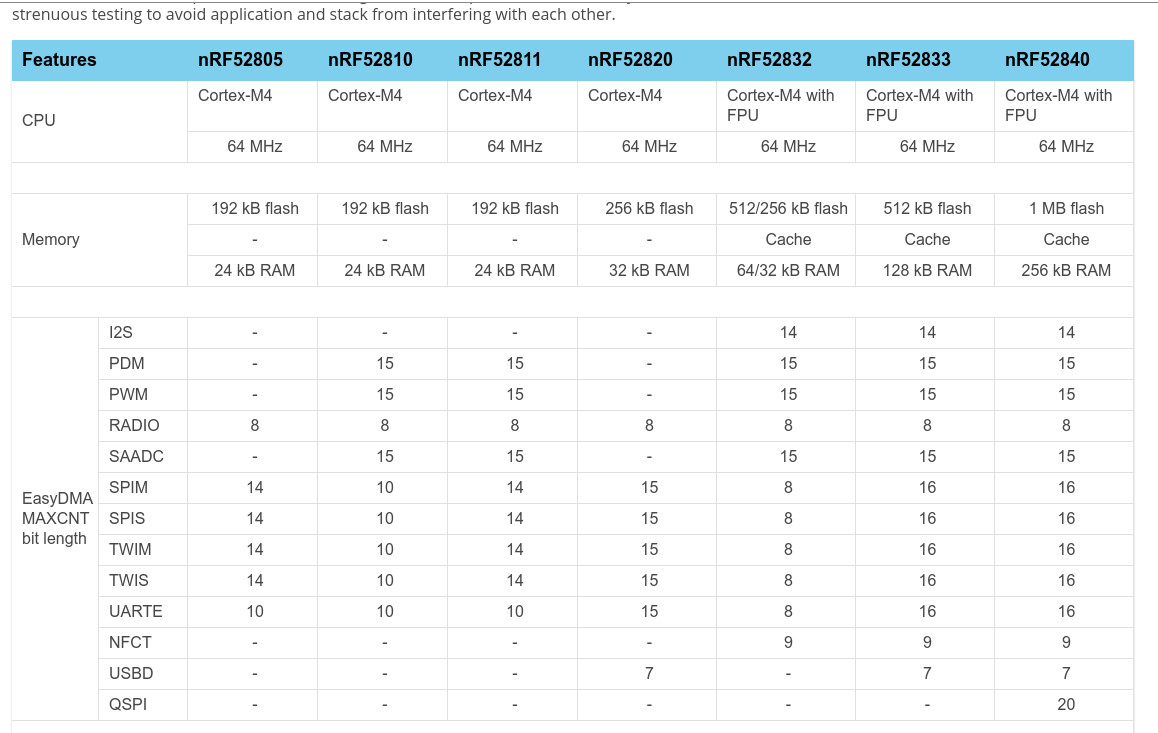 strenuous testing to avoid application and stack from interfering with each other.
Features nRF52805 nRF52810 nRF52811 nRF52820 nRF52832 nRF52833 nRF52840
CPU Cortex-M4 Cortex-M4 Cortex-M4 Cortex-M4 Cortex-M4 with FPU Cortex-M4 with FPU Cortex-M4 with FPU
64 MHz 64 MHz 64 MHz 64 MHz 64 MHz 64 MHz 64 MHz
Memory 192 kB flash 192 kB flash 192 kB flash 256 kB flash 512/256 kB flash 512 kB flash 1 MB flash
- - - - Cache Cache Cache
24 kB RAM 24 kB RAM 24 kB RAM 32 kB RAM 64/32 kB RAM 128 kB RAM 256 kB RAM
EasyDMA MAXCNT bit length
I2S - - - - 14 14 14
PDM - 15 15 - 15 15 15
PWM - 15 15 - 15 15 15
RADIO 8 8 8 8 8 8 8
SAADC - 15 15 - 15 15 15
SPIM 14 10 14 15 8 16 16
SPIS 14 10 14 15 8 16 16
TWIM 14 10 14 15 8 16 16
TWIS 14 10 14 15 8 16 16
UARTE 10 10 10 15 8 16 16
NFCT - - - - 9 9 9
USBD - - - 7 - 7 7
QSPI - - - - - - 20